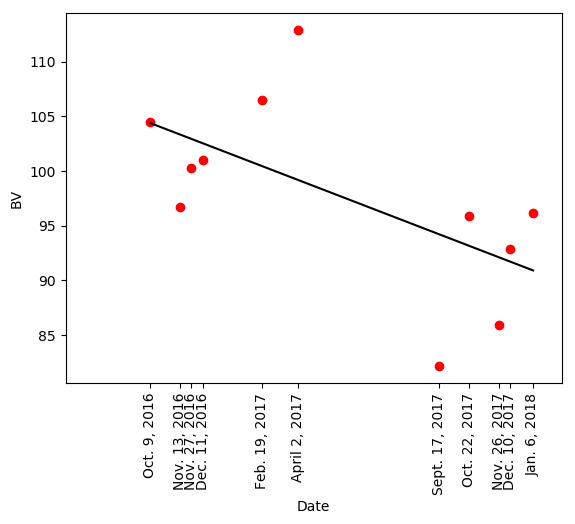 110
105
100
95
90
85
BV
Oct. 9, 2016
Nov. 13, 2016
Nov. 27, 2016
Dec. 11, 2016
Feb. 19, 2017
April 2, 2017
Sept. 17, 2017
Oct. 22, 2017
Nov. 26, 2017
Dec. 10, 2017
Jan. 6, 2018
Date